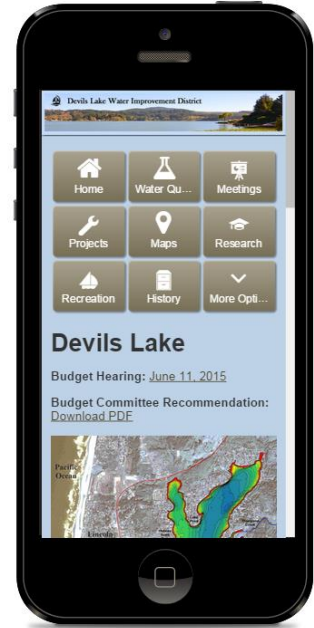 Devils Lake Water Improvement District
Home
Water Qu...
Meetings
Projects
Maps
Research
Recreation
History
More Opti...
Devils Lake
Budget Hearing: June 11, 2015
Budget Committee Recommendation:
Download PDF
Pacific
Ocean
Lincoln